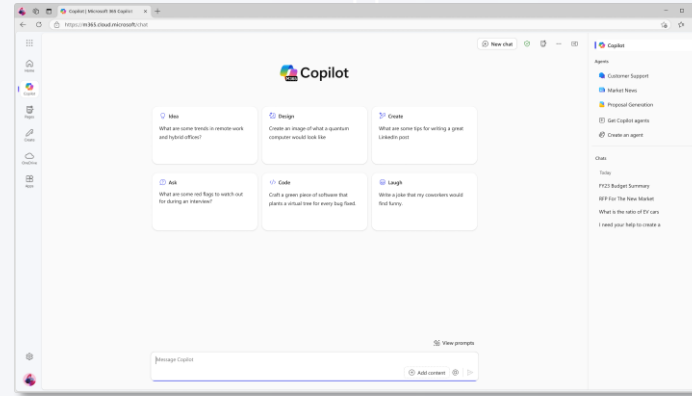 Copilot | Microsoft 365 Copilot
https://m365.cloud.microsoft/chat
New chat
Home
Copilot
Pages
Create
OneDrive
Apps
M365
Copilot
Idea
What are some trends in remote work
and hybrid offices?
Design
Create an image of what a quantum
computer would look like
Create
What are some tips for writing a great
LinkedIn post
Ask
What are some red flags to watch out
for during an interview?
Code
Craft a green piece of software that
plants a virtual tree for every bug fixed.
Laugh
Write a joke that my coworkers would
find funny.
View prompts
Message Copilot
Add content
Copilot
Agents
Customer Support
Market News
Proposal Generation
Get Copilot agents
Create an agent
Chats
Today
FY23 Budget Summary
RFP For The New Market
What is the ratio of EV cars
I need your help to create a